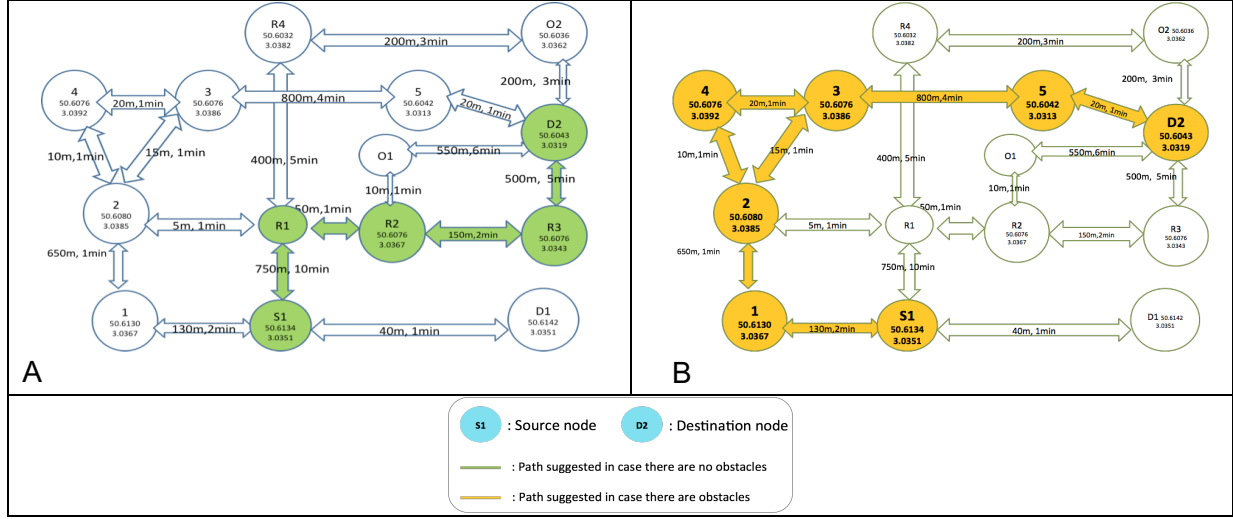 R4
50.6032
3.0382
200m,3min
O2
50.6036
3.0362
200m, 3min
4
50.6076
3.0392
20m,1min
3
50.6076
3.0386
800m,4min
5
50.6042
3.0313
20m, 1min
D2
50.6043
3.0319
10m,1min
15m, 1min
400m, 5min
O1
550m,6min
500m, 5min
10m,1min
2
50.6080
3.0385
5m, 1min
R1
50m,1min
R2
50.6076
3.0367
150m,2min
R3
50.6076
3.0343
650m, 1min
750m, 10min
1
50.6130
3.0367
130m,2min
S1
50.6134
3.0351
40m, 1min
D1
50.6142
3.0351
A
R4
50.6032
3.0382
200m,3min
O2 50.6036
3.0362
200m, 3min
4
50.6076
3.0392
20m,1min
3
50.6076
3.0386
800m,4min
5
50.6042
3.0313
20m, 1min
D2
50.6043
3.0319
10m,1min
15m, 1min
400m, 5min
O1
550m,6min
500m, 5min
10m,1min
2
50.6080
3.0385
5m, 1min
R1
50m,1min
R2
50.6076
3.0367
150m,2min
R3
50.6076
3.0343
650m, 1min
750m, 10min
1
50.6130
3.0367
130m,2min
S1
50.6134
3.0351
40m, 1min
D1 50.6142
3.0351
B
S1 : Source node
D2 : Destination node
: Path suggested in case there are no obstacles
: Path suggested in case there are obstacles